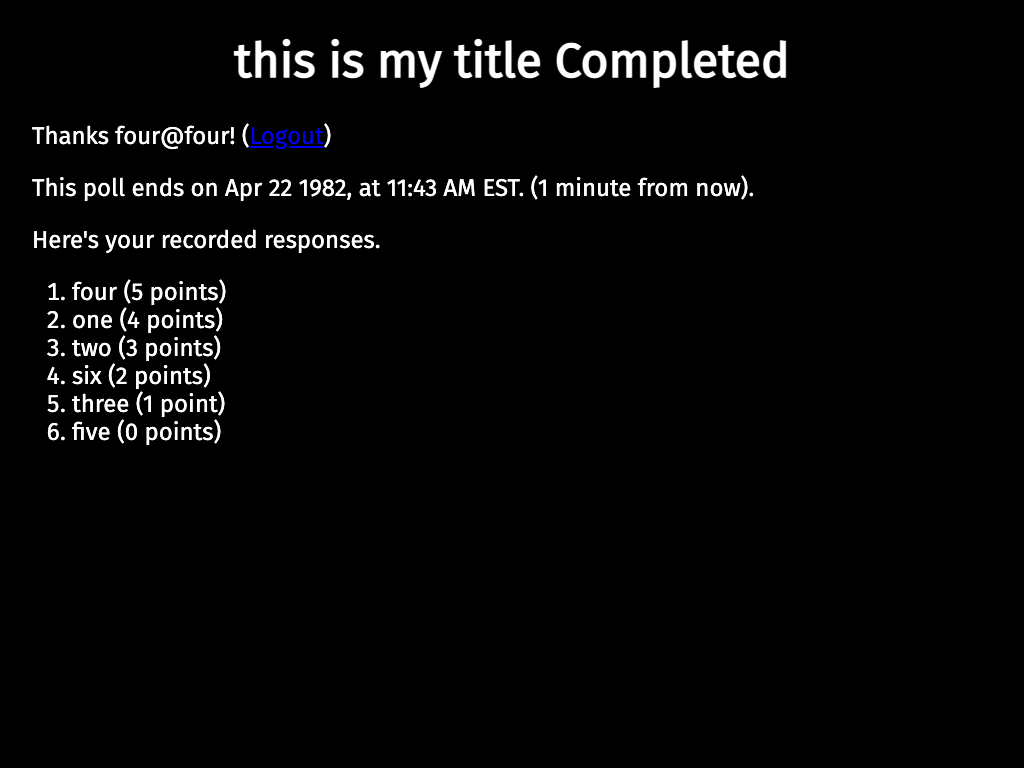 this is my title Completed
Thanks four@four! (Logout)
This poll ends on Apr 22 1982, at 11:43 AM EST. (1 minute from now).
Here's your recorded responses.
1. four (5 points)
2. one (4 points)
3. two (3 points)
4. six (2 points)
5. three (1 point)
6. five (0 points)